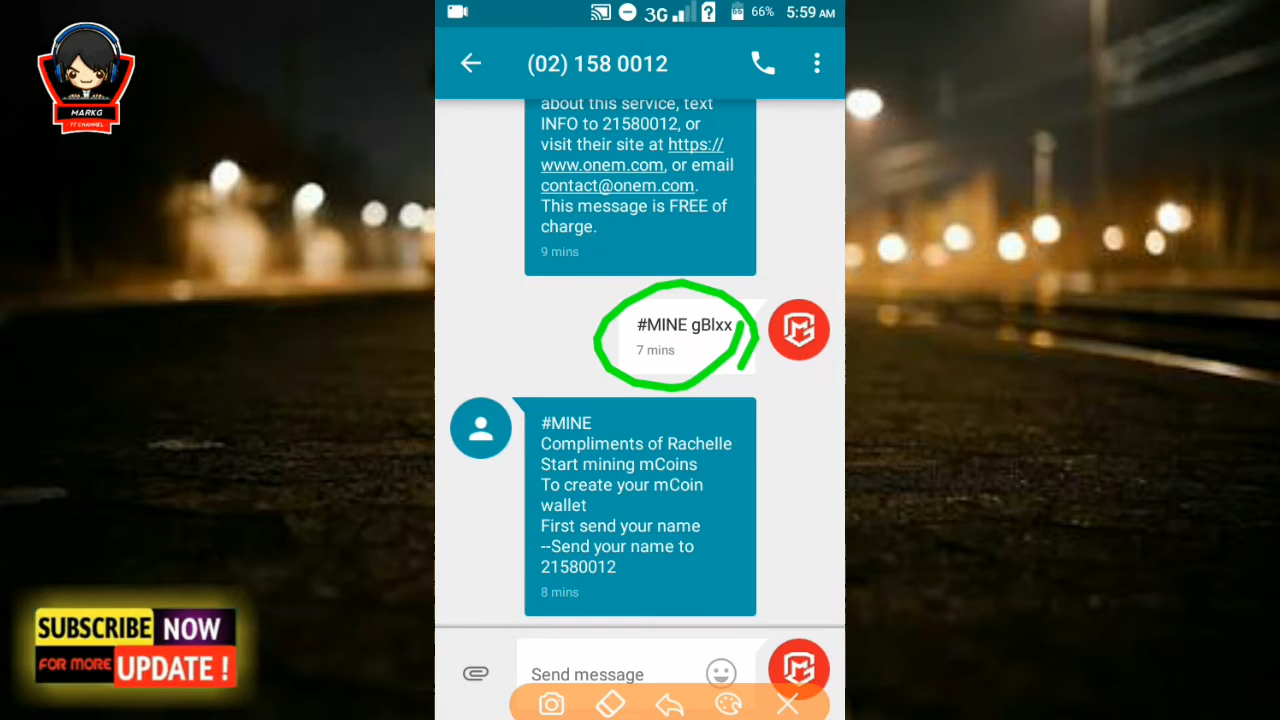 3G
?
66
66%
5:59 AM
(02) 158 0012
about this service, text
INFO to 21580012, or
visit their site at https://
www.onem.com, or email
contact@onem.com.
This message is FREE of
charge.
9 mins
#MINE gBlxx
7 mins
#MINE
Compliments of Rachelle
Start mining mCoins
To create your mCoin
wallet
First send your name
--Send your name to
21580012
8 mins
Send message
MARKG
YT CHANNEL
SUBSCRIBE NOW
FOR MORE UPDATE !